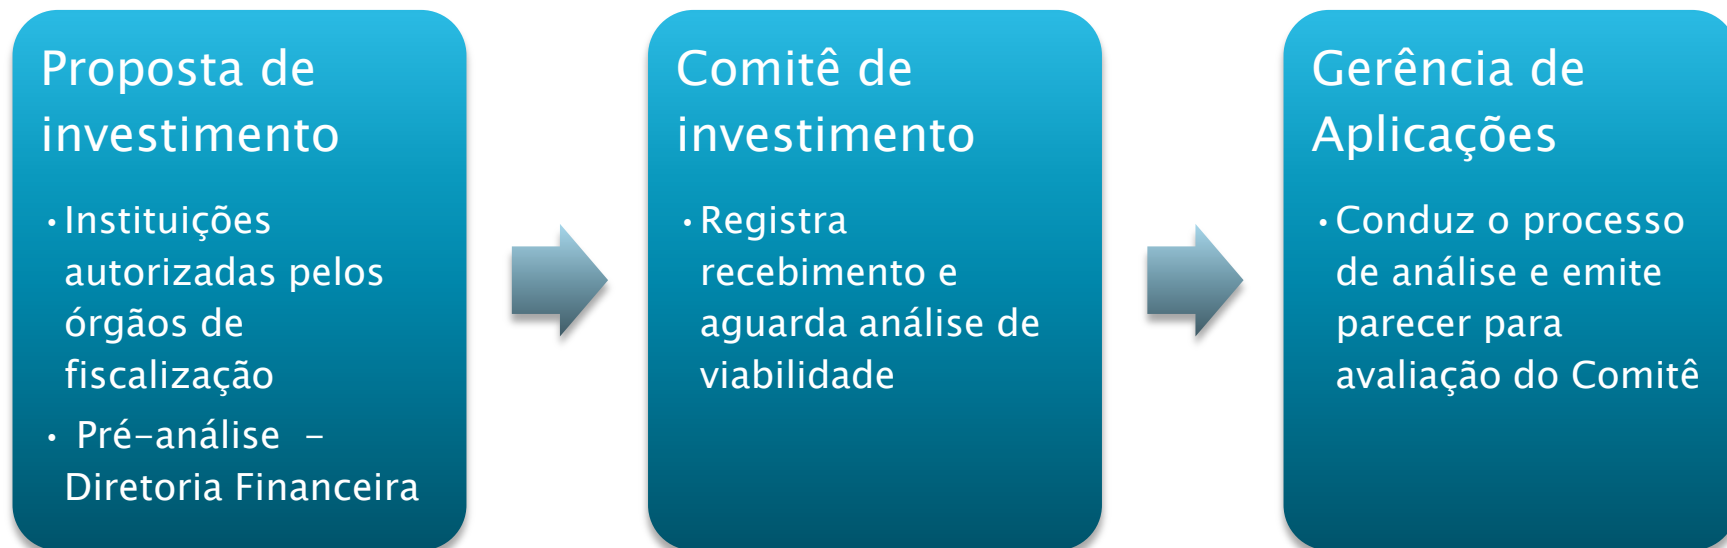 Proposta de
investimento
• Instituições
autorizadas pelos
órgãos de
fiscalização
• Pré-análise –
Diretoria Financeira
Comitê de
investimento
• Registra
recebimento e
aguarda análise de
viabilidade
Gerência de
Aplicações
• Conduz o processo
de análise e emite
parecer para
avaliação do Comitê